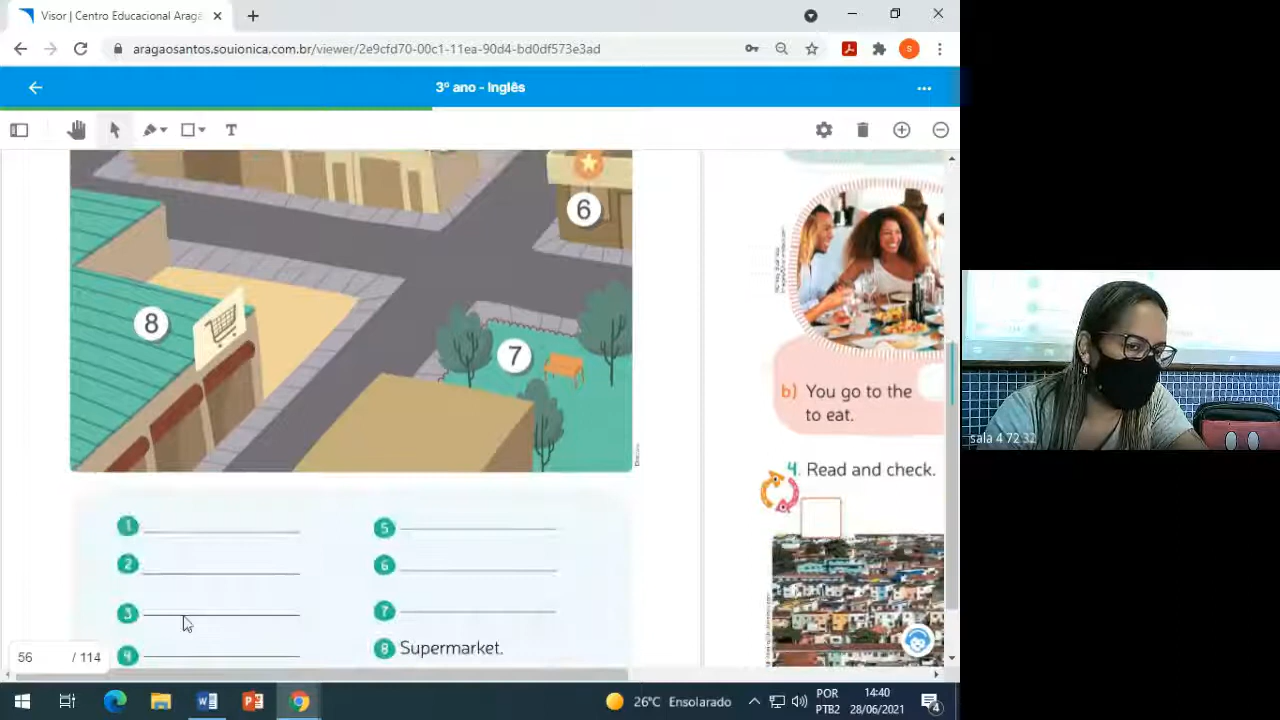 Visor | Centro Educacional Aragã
aragaosantos.souionica.com.br/viewer/2e9cfd70-00c1-11ea-90d4-bd0df573e3ad
S
3º ano - Inglês
T
6
8
7
1
2
3
4
5
6
7
8 Supermarket.
b) You go to the
to eat.
4. Read and check.
56 / 114
sala 4 72 32
26°C Ensolarado
POR
PTB2
14:40
28/06/2021
4